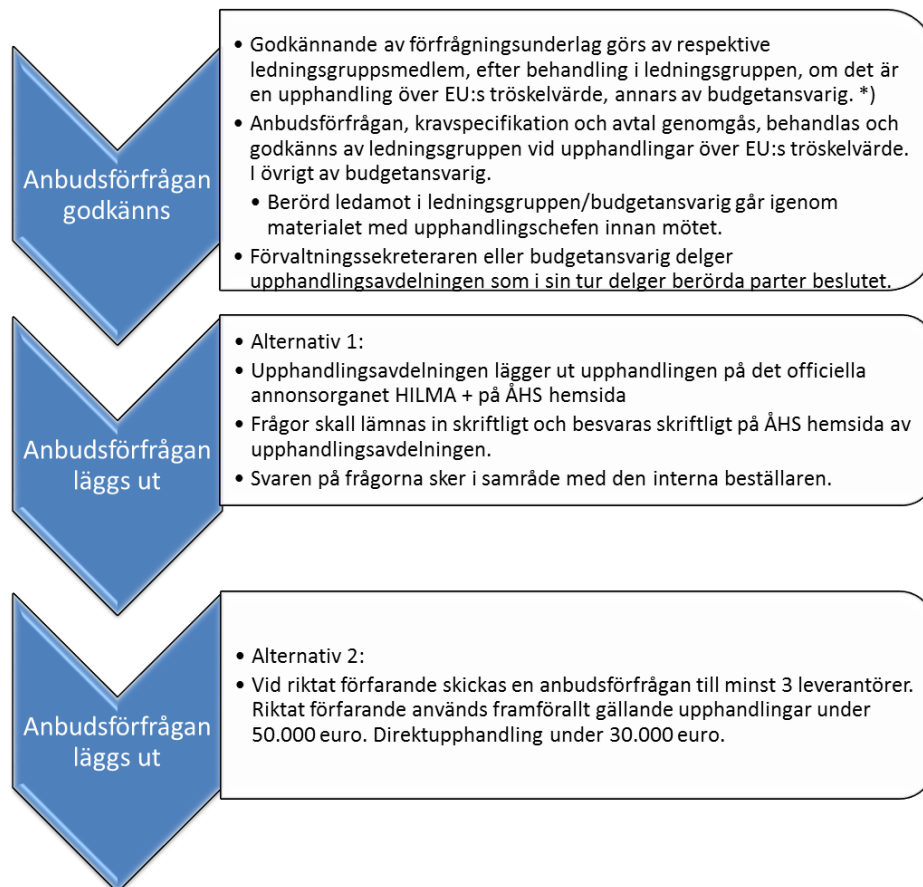 Anbudsförfrågan
godkänns
• Godkännande av förfrågningsunderlag görs av respektive
ledningsgruppsmedlem, efter behandling i ledningsgruppen, om det är
en upphandling över EU:s tröskelvärde, annars av budgetansvarig. *)
• Anbudsförfrågan, kravspecifikation och avtal genomgås, behandlas och
godkänns av ledningsgruppen vid upphandlingar över EU:s tröskelvärde.
I övrigt av budgetansvarig.
• Berörd ledamot i ledningsgruppen/budgetansvarig går igenom
materialet med upphandlingschefen innan mötet.
• Förvaltningssekreteraren eller budgetansvarig delger
upphandlingsavdelningen som i sin tur delger berörda parter beslutet.
Anbudsförfrågan
läggs ut
• Alternativ 1:
• Upphandlingsavdelningen lägger ut upphandlingen på det officiella
annonsorganet HILMA + på ÅHS hemsida
• Frågor skall lämnas in skriftligt och besvaras skriftligt på ÅHS hemsida av
upphandlingsavdelningen.
• Svaren på frågorna sker i samråde med den interna beställaren.
Anbudsförfrågan
läggs ut
• Alternativ 2:
• Vid riktat förfarande skickas en anbudsförfrågan till minst 3 leverantörer.
Riktat förfarande används framförallt gällande upphandlingar under
50.000 euro. Direktupphandling under 30.000 euro.